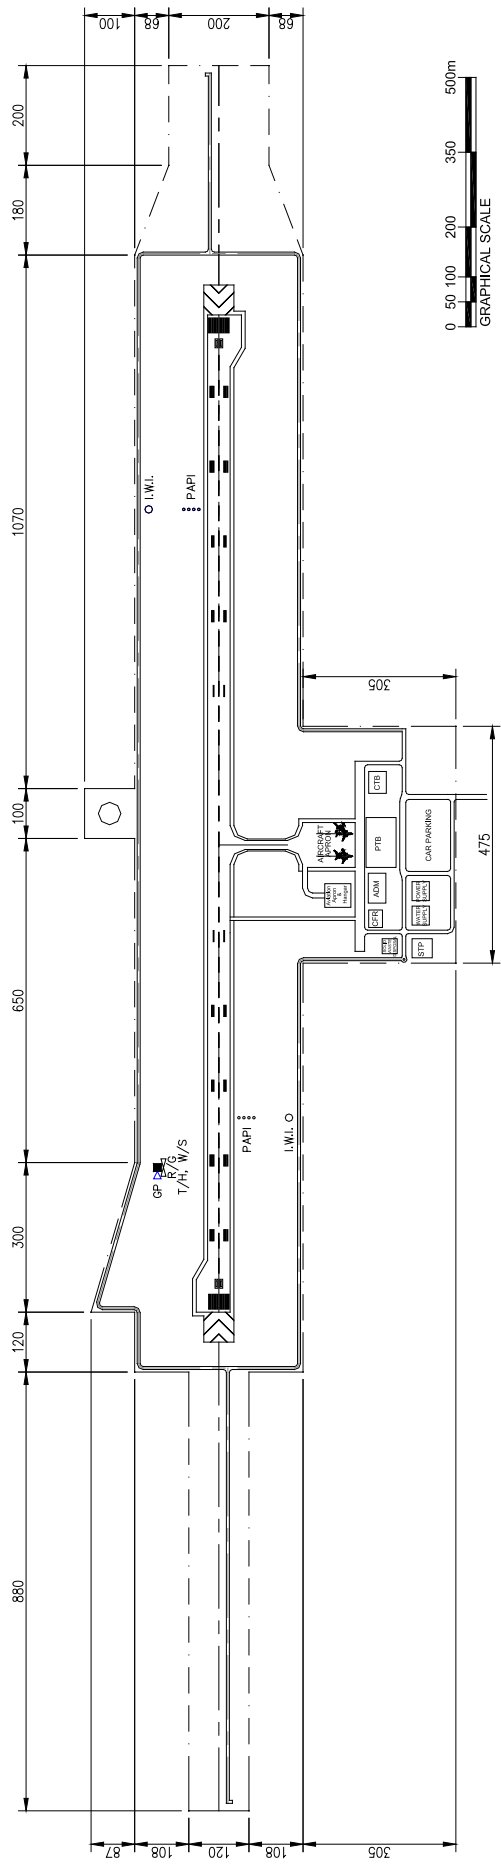 100
68
200
68
200
180
1070
100
650
300
120
880
500m
350
200
100
50
0
GRAPHICAL SCALE
I.W.I.
PAPI
305
475
CTB
AIRCRAFT
APRON
PTB
CAR PARKING
ADM
CFR
POWER
SUPPLY
WATER
SUPPLY
STP
PAPI
I.W.I.
GP
R/G
T/H, W/S
87
108
120
108
305